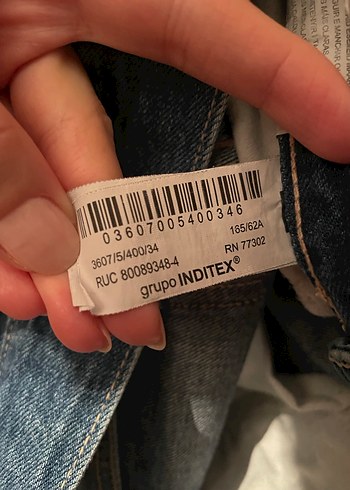 03607005400346
3607/5/400/34
165/62A
RUC 80089348-4
RN 77302
grupo INDITEX®